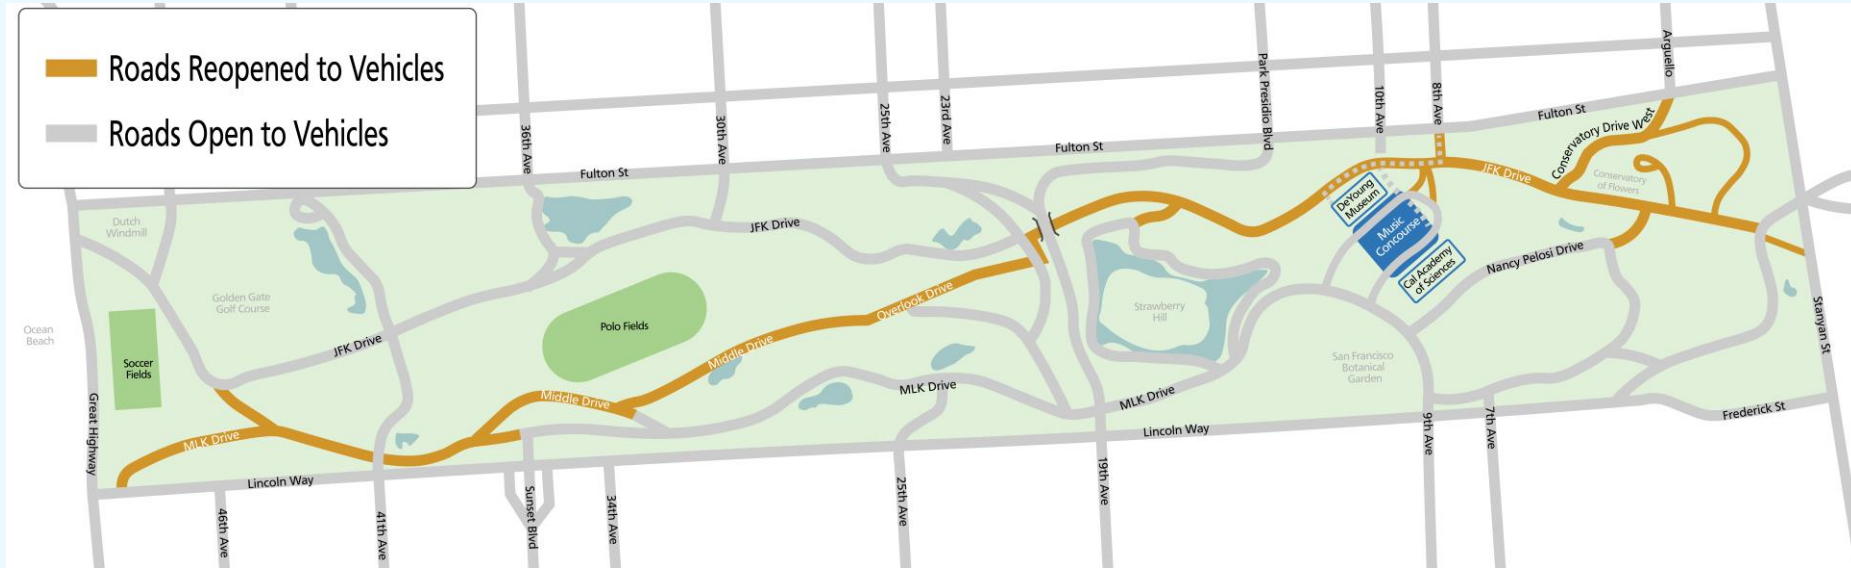 Roads Reopened to Vehicles
Roads Open to Vehicles
36th Ave
30th Ave
25th Ave
23rd Ave
Park Presidio Blvd
10th Ave
8th Ave
Arguello
Fulton St
Fulton St
Fulton St
Conservatory Drive West
Conservatory
of Flowers
JFK Drive
DeYoung
Museum
Music
Concourse
Cal Academy
of Sciences
Nancy Pelosi Drive
Dutch
Windmill
JFK Drive
Golden Gate
Golf Course
Overlook Drive
Strawberry
Hill
Stanyan St
Ocean
Beach
Polo Fields
JFK Drive
Middle Drive
Soccer
Fields
San Francisco
Botanical
Garden
MLK Drive
MLK Drive
Middle Drive
Great Highway
MLK Drive
Frederick St
Lincoln Way
Lincoln Way
46th Ave
41th Ave
Sunset Blvd
34th Ave
25th Ave
19th Ave
9th Ave
7th Ave